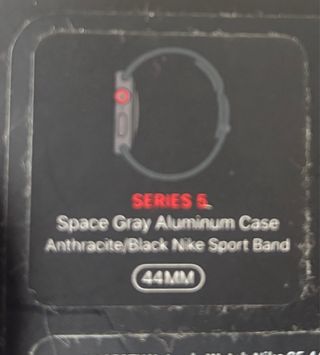 SERIES 5
Space Gray Aluminum Case
Anthracite/Black Nike Sport Band
44MM